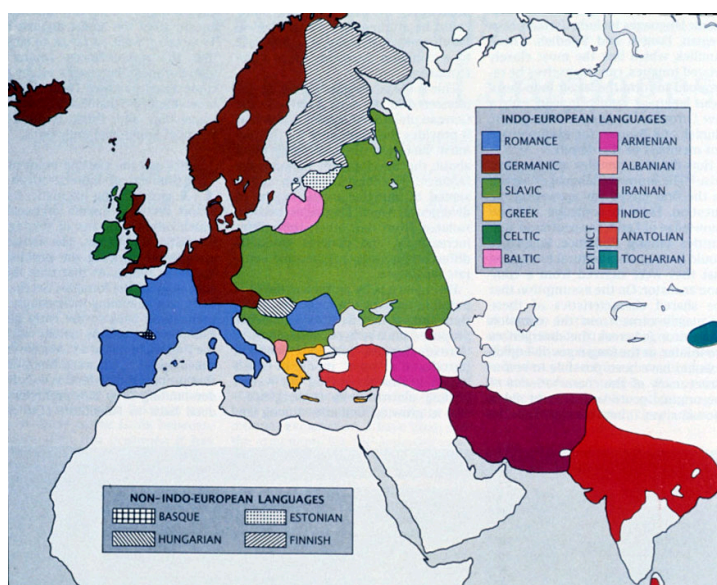 INDO-EUROPEAN LANGUAGES
ROMANCE
GERMANIC
SLAVIC
GREEK
CELTIC
BALTIC
ARMENIAN
ALBANIAN
IRANIAN
INDIC
EXTINCT
ANATOLIAN
TOCHARIAN
NON-INDO-EUROPEAN LANGUAGES
BASQUE
HUNGARIAN
ESTONIAN
FINNISH